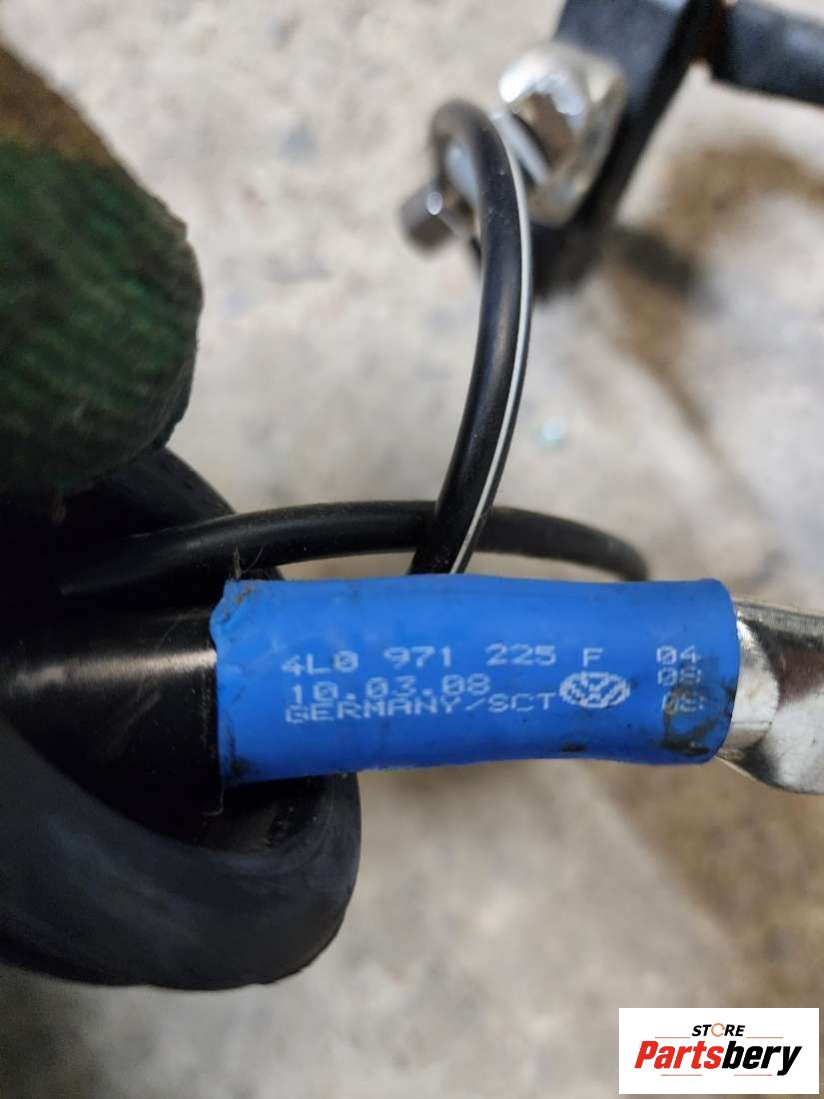 4L0 971 225 F 04
10.03.08 08
GERMANY/SCT
STORE
Partsbery